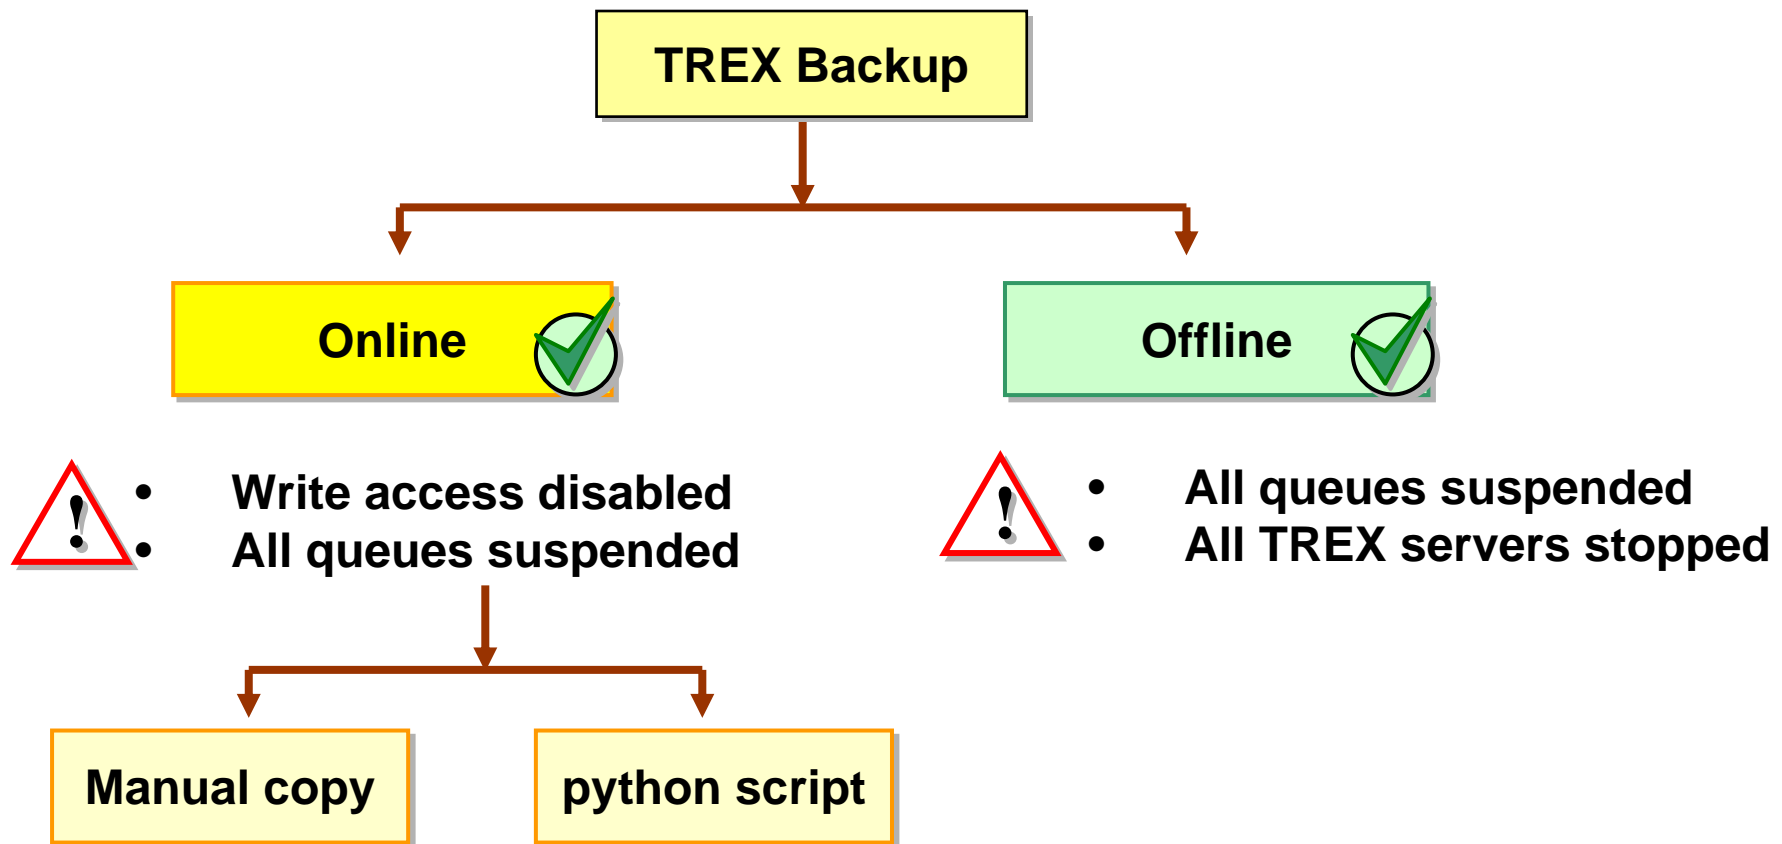 TREX Backup
Online
Offline
• Write access disabled
• All queues suspended
• All queues suspended
• All TREX servers stopped
Manual copy
python script